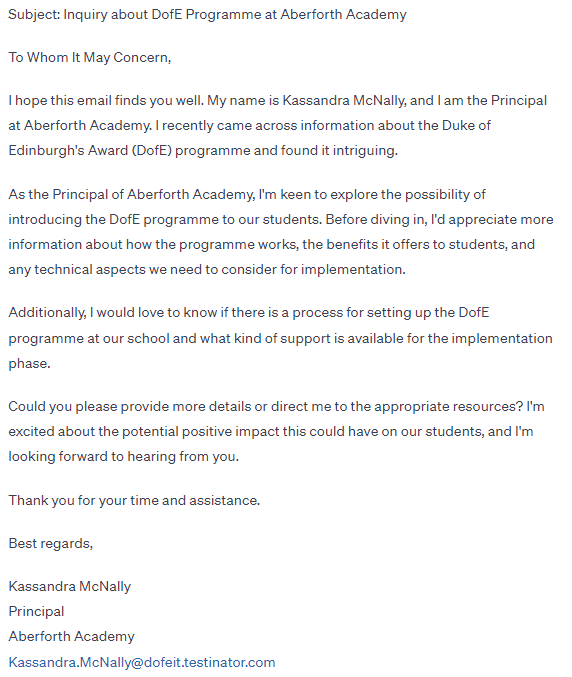 Subject: Inquiry about DofE Programme at Aberforth Academy
To Whom It May Concern,
I hope this email finds you well. My name is Kassandra McNally, and I am the Principal
at Aberforth Academy. I recently came across information about the Duke of
Edinburgh's Award (DofE) programme and found it intriguing.
As the Principal of Aberforth Academy, I'm keen to explore the possibility of
introducing the DofE programme to our students. Before diving in, I'd appreciate more
information about how the programme works, the benefits it offers to students, and
any technical aspects we need to consider for implementation.
Additionally, I would love to know if there is a process for setting up the DofE
programme at our school and what kind of support is available for the implementation
phase.
Could you please provide more details or direct me to the appropriate resources? I'm
excited about the potential positive impact this could have on our students, and I'm
looking forward to hearing from you.
Thank you for your time and assistance.
Best regards,
Kassandra McNally
Principal
Aberforth Academy
Kassandra.McNally@dofeit.testinator.com